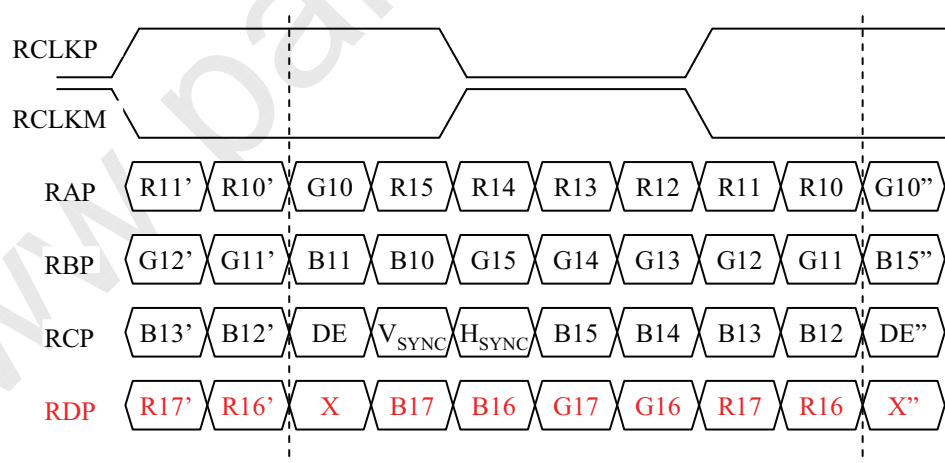 RCLKP
RCLKM
RAP R11’ R10’ G10 R15 R14 R13 R12 R11 R10 G10”
RBP G12’ G11’ B11 B10 G15 G14 G13 G12 G11 B15”
RCP B13’ B12’ DE VSYNC HSYNC B15 B14 B13 B12 DE”
RDP R17’ R16’ X B17 B16 G17 G16 R17 R16 X”